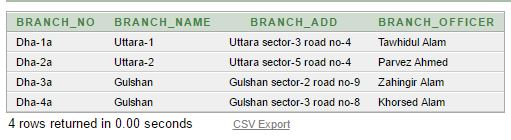 BRANCH_NO BRANCH_NAME BRANCH_ADD BRANCH_OFFICER
Dha-1a Uttara-1 Uttara sector-3 road no-4 Tawhidul Alam
Dha-2a Uttara-2 Uttara sector-5 road no-4 Parvez Ahmed
Dha-3a Gulshan Gulshan sector-2 road no-9 Zahingir Alam
Dha-4a Gulshan Gulshan sector-3 road no-8 Khorsed Alam
4 rows returned in 0.00 seconds CSV Export